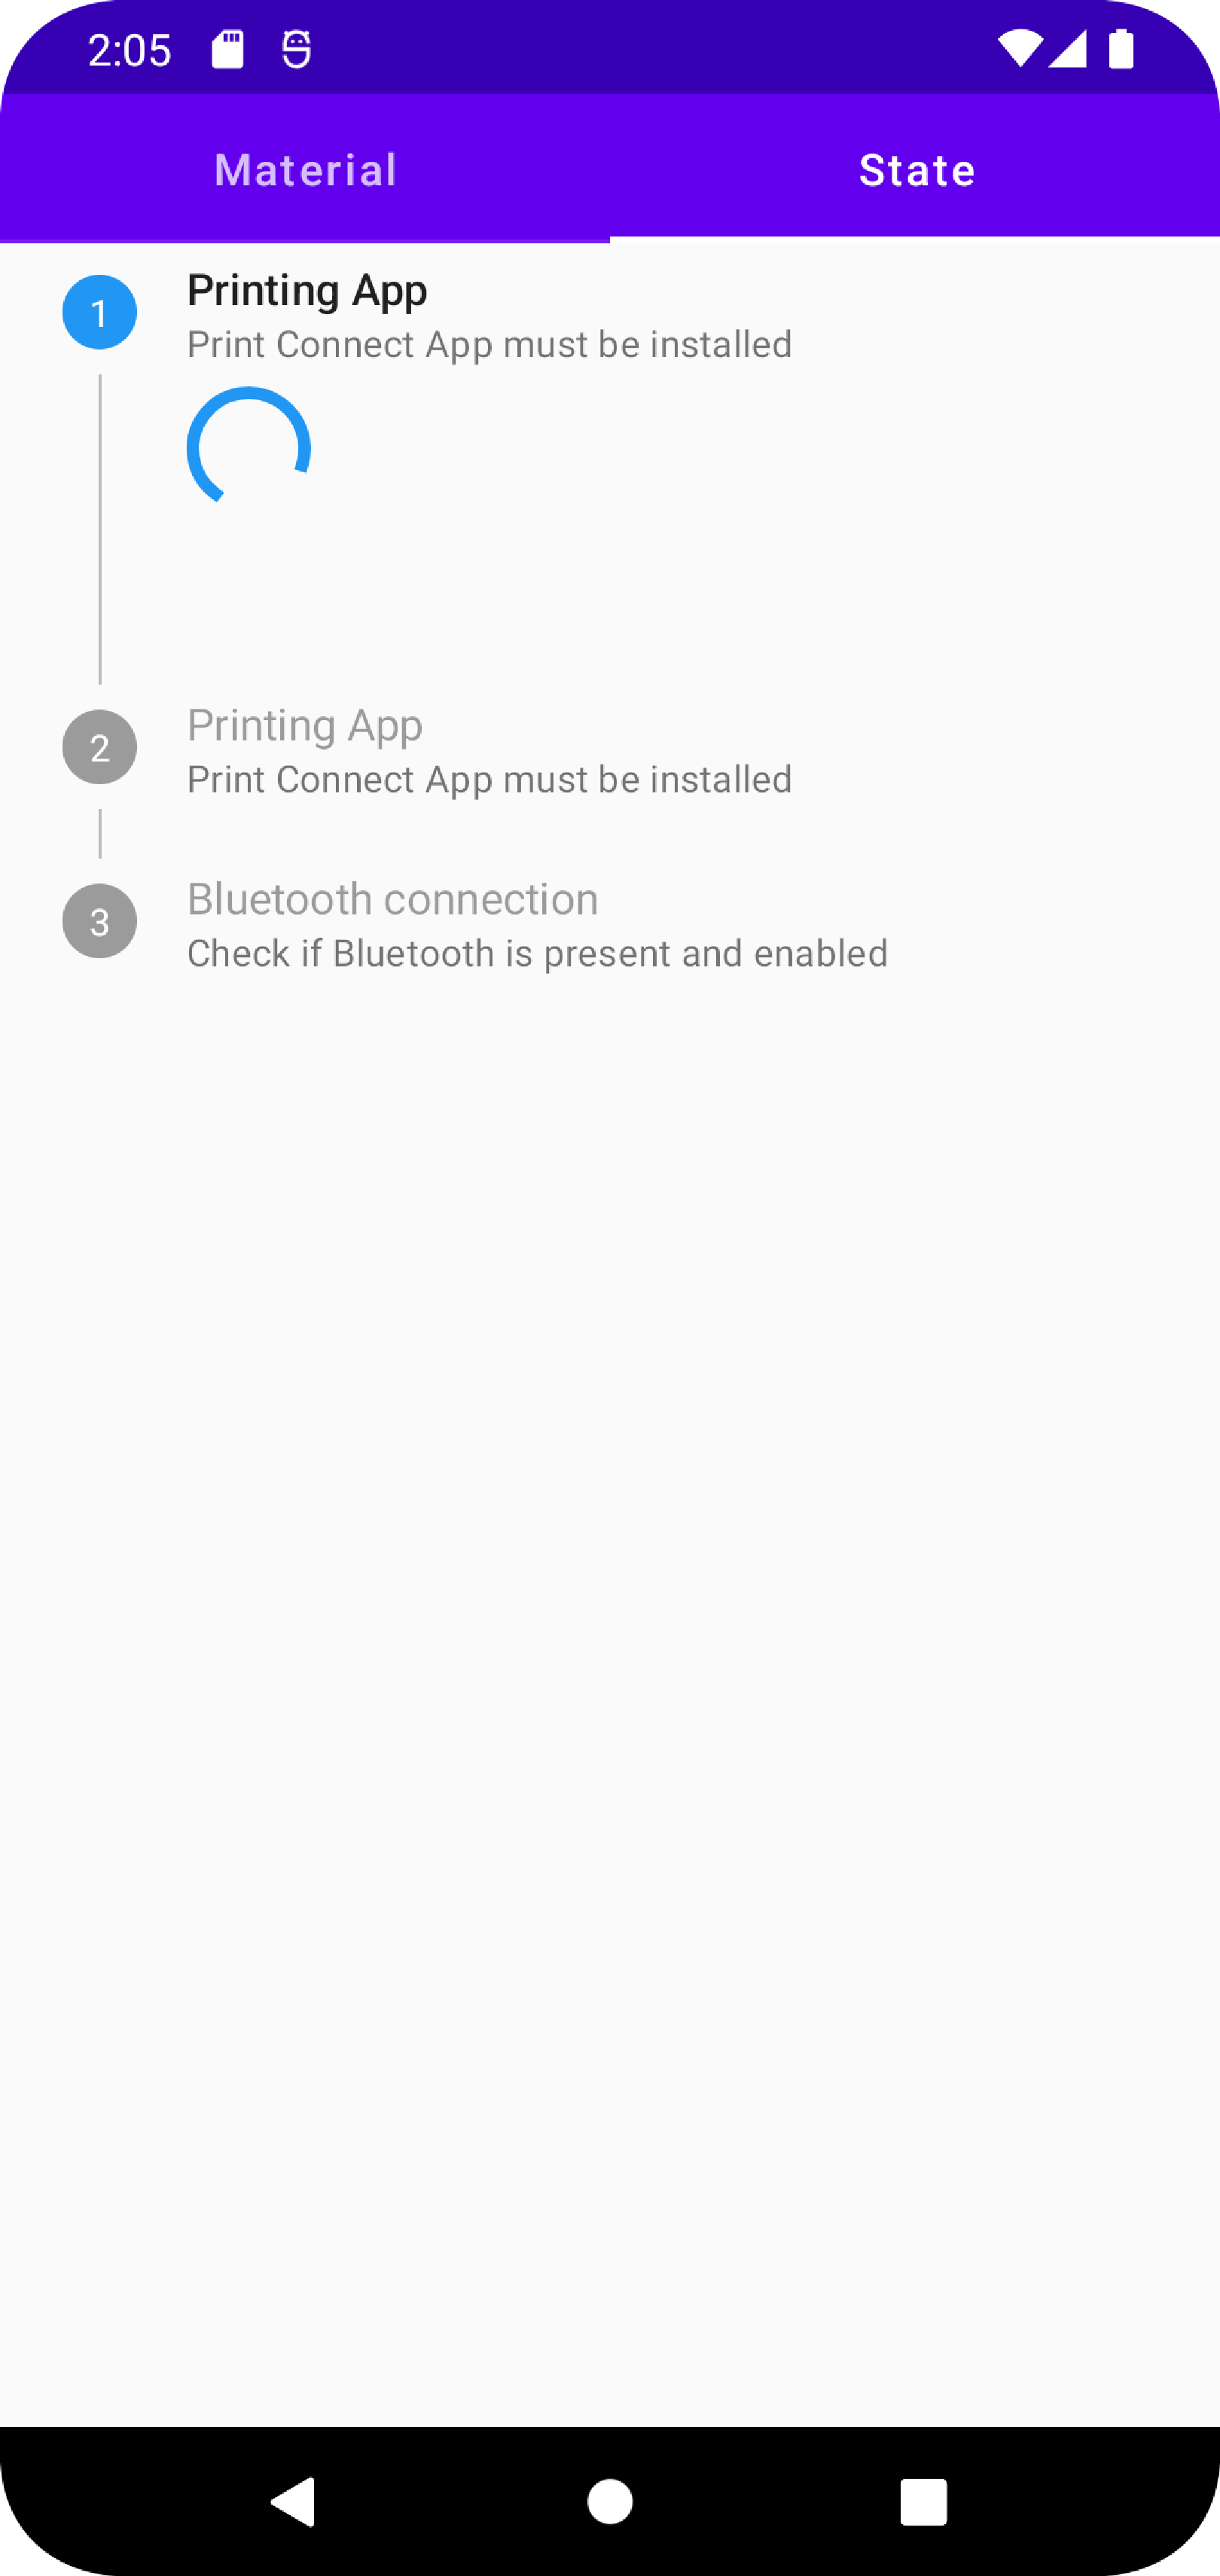 2:05
Material State
1 Printing App
Print Connect App must be installed
2 Printing App
Print Connect App must be installed
3 Bluetooth connection
Check if Bluetooth is present and enabled